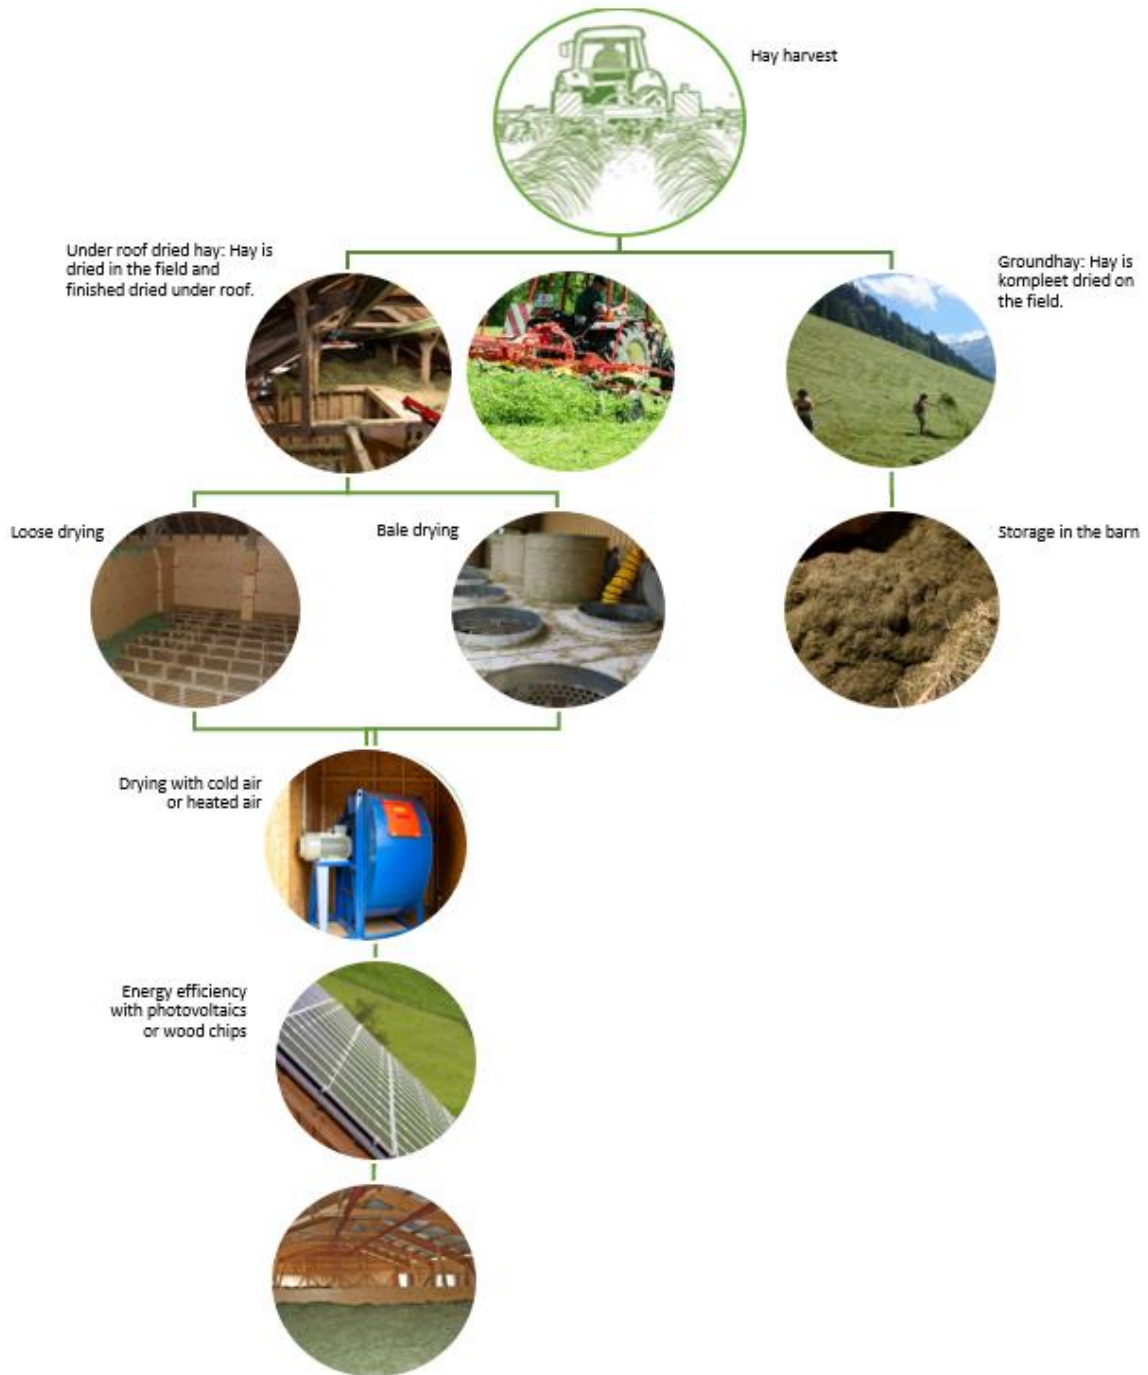 Hay harvest
Under roof dried hay: Hay is
dried in the field and
finished dried under roof.
Groundhay: Hay is
kompleet dried on
the field.
Loose drying
Bale drying
Storage in the barn
Drying with cold air
or heated air
Energy efficiency
with photovoltaics
or wood chips